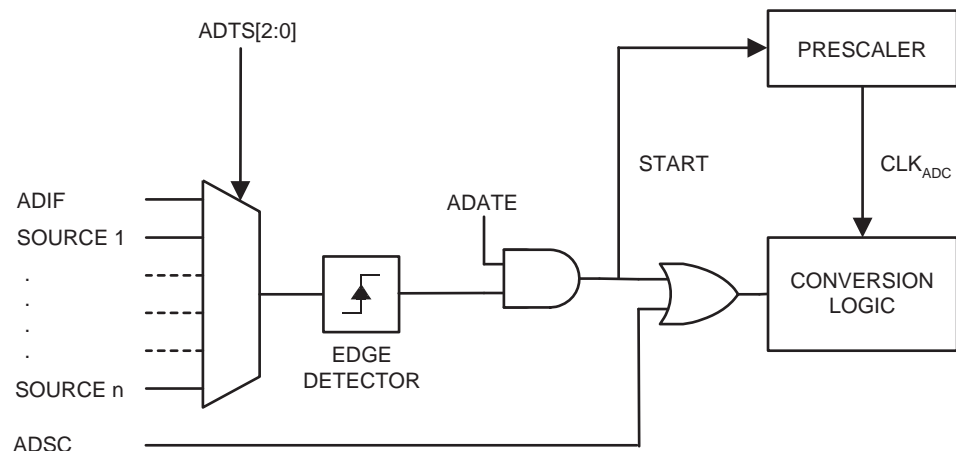 ADTS[2:0]
PRESCALER
START
CLKADC
ADIF
ADATE
SOURCE 1
.
.
.
.
CONVERSION
LOGIC
EDGE
DETECTOR
SOURCE n
ADSC